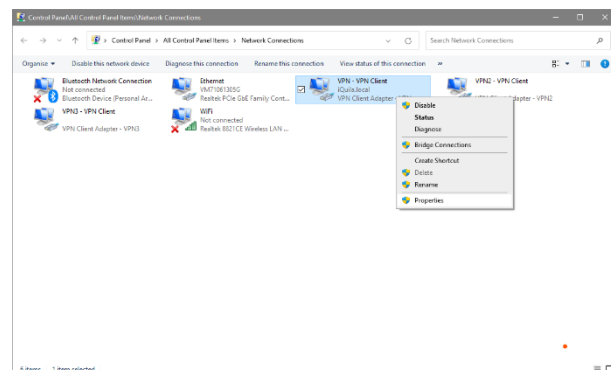 Control Panel\All Control Panel Items\Network Connections
Control Panel > All Control Panel Items > Network Connections
Search Network Connections
Organise Disable this network device Diagnose this connection Rename this connection View status of this connection »
Bluetooth Network Connection
Not connected
Bluetooth Device (Personal Ar...
Ethernet
VM71061305G
Realtek PCIe GbE Family Cont...
VPN - VPN Client
iQuila.local
VPN Client Adapter - VPN
VPN2 - VPN Client
VPN3 - VPN Client
VPN Client Adapter - VPN3
WiFi
Not connected
Realtek 8821CE Wireless LAN ...
Adapter - VPN2
Disable
Status
Diagnose
Bridge Connections
Create Shortcut
Delete
Rename
Properties
6 items 1 item selected